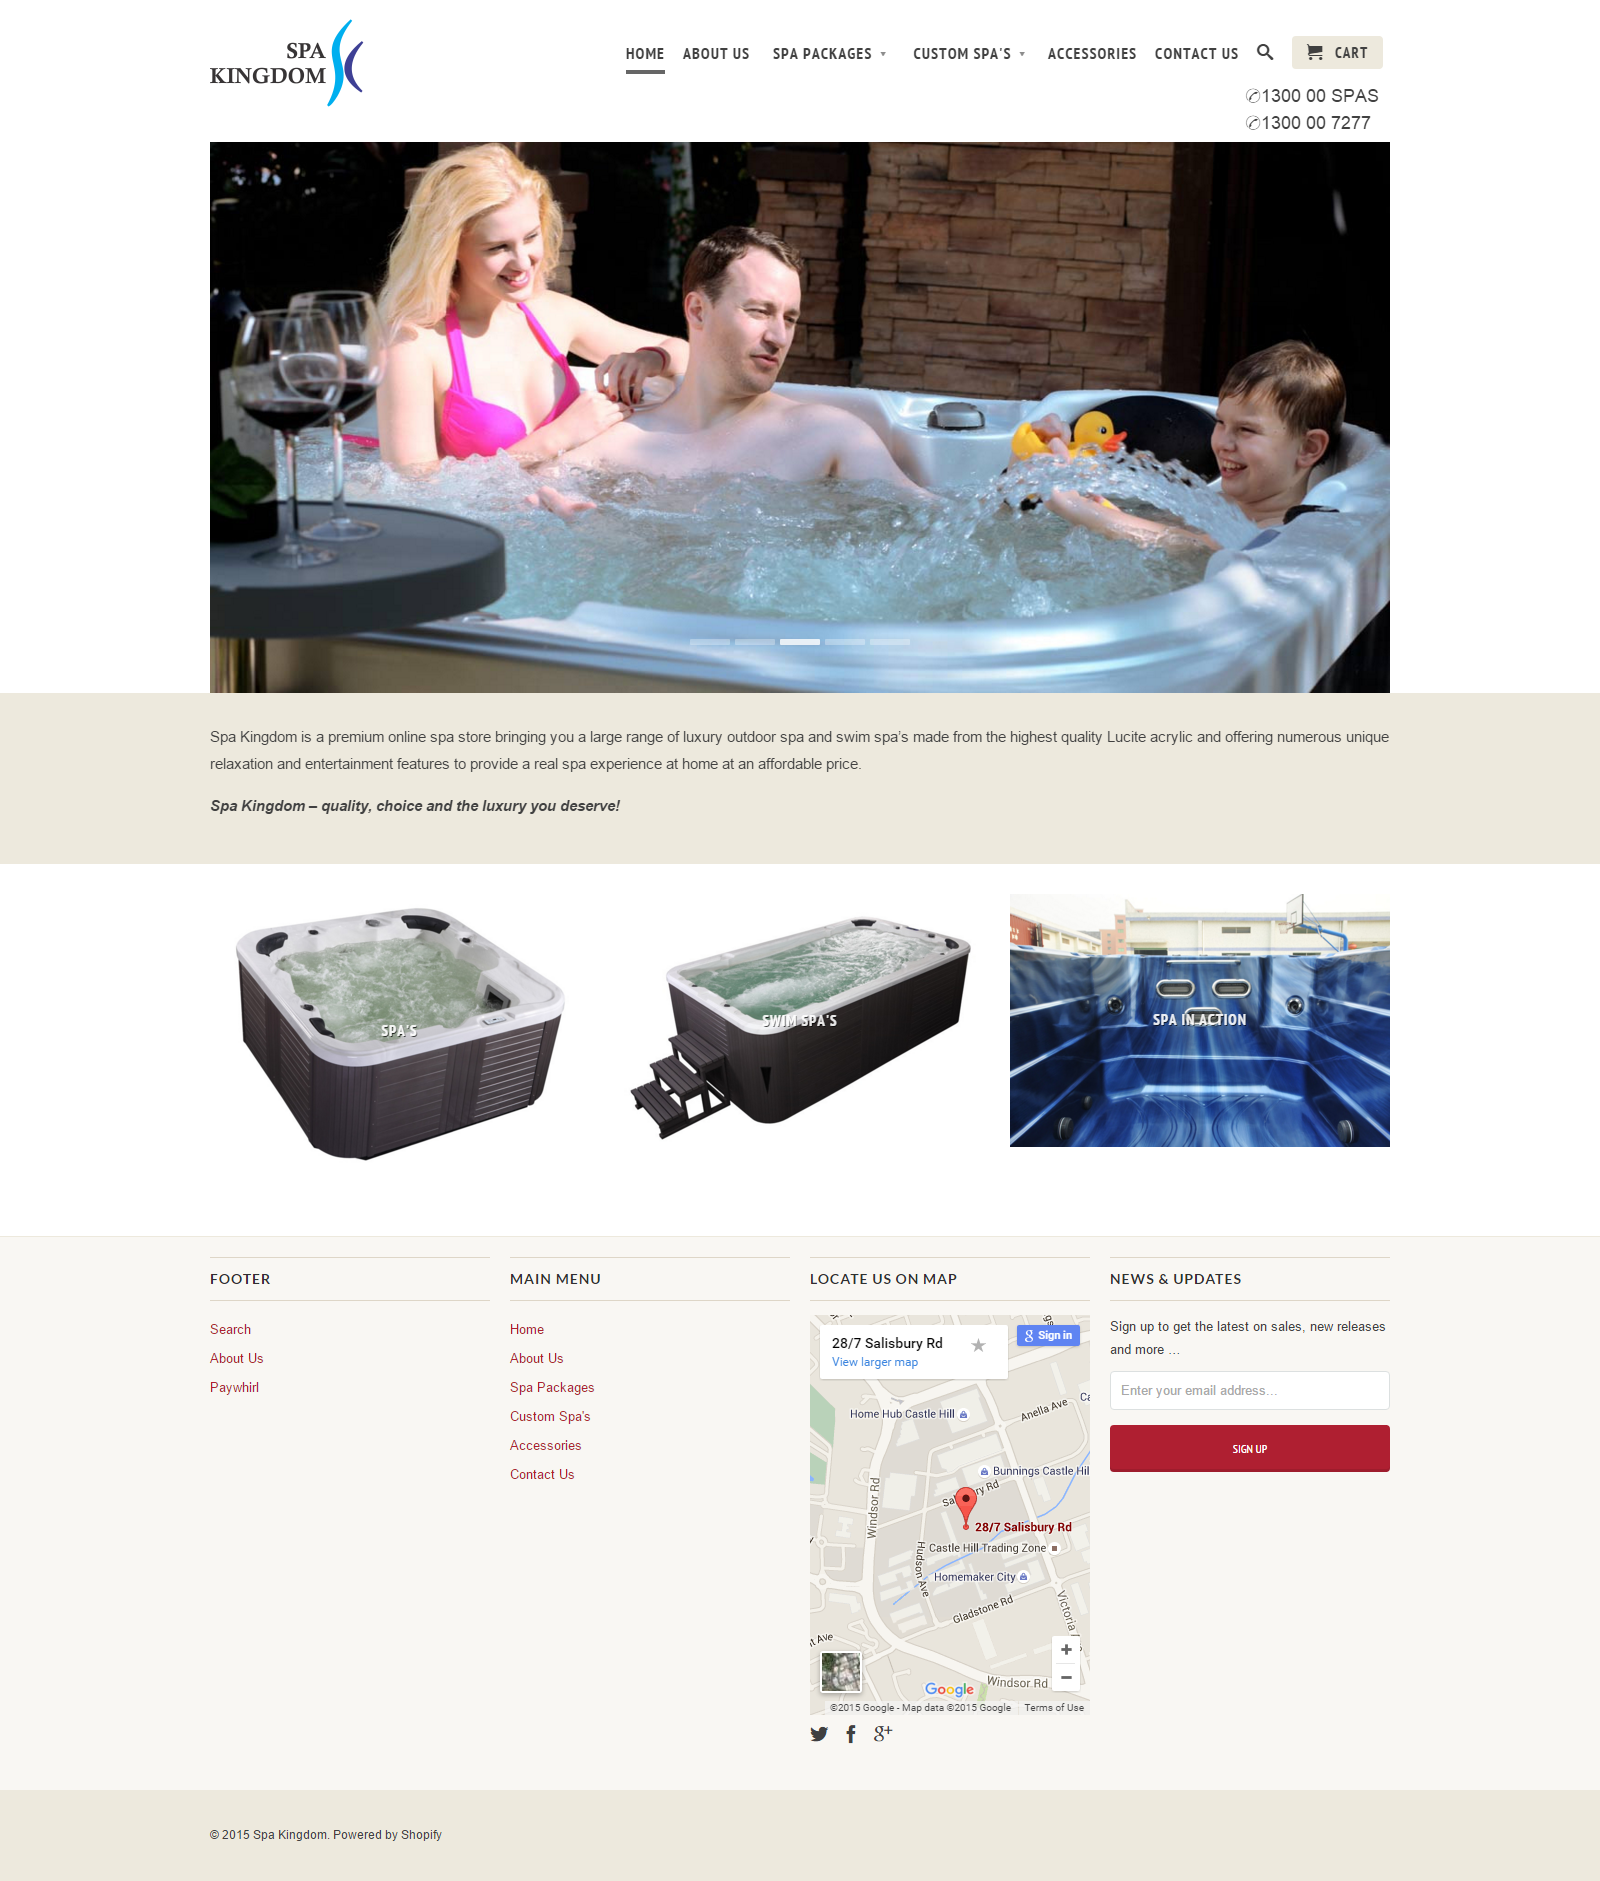 SPA
KINGDOM
HOME ABOUT US SPA PACKAGES CUSTOM SPA'S ACCESSORIES CONTACT US CART
✆1300 00 SPAS
✆1300 00 7277
Spa Kingdom is a premium online spa store bringing you a large range of luxury outdoor spa and swim spa's made from the highest quality Lucite acrylic and offering numerous unique
relaxation and entertainment features to provide a real spa experience at home at an affordable price.
Spa Kingdom – quality, choice and the luxury you deserve!
SPA'S
SWIM SPA'S
SPA IN ACTION
FOOTER
Search
About Us
Paywhirl
MAIN MENU
Home
About Us
Spa Packages
Custom Spa's
Accessories
Contact Us
LOCATE US ON MAP
28/7 Salisbury Rd
View larger map
Sign in
Home Hub Castle Hill
Anella Ave
Bunnings Castle Hil
Windsor Rd
28/7 Salisbury Rd
Castle Hill Trading Zone
Hudson Ave
Homemaker City
Gladstone Rd
Victoria
Windsor Rd
Google
©2015 Google - Map data ©2015 Google Terms of Use
NEWS & UPDATES
Sign up to get the latest on sales, new releases
and more …
Enter your email address...
SIGN UP
© 2015 Spa Kingdom. Powered by Shopify